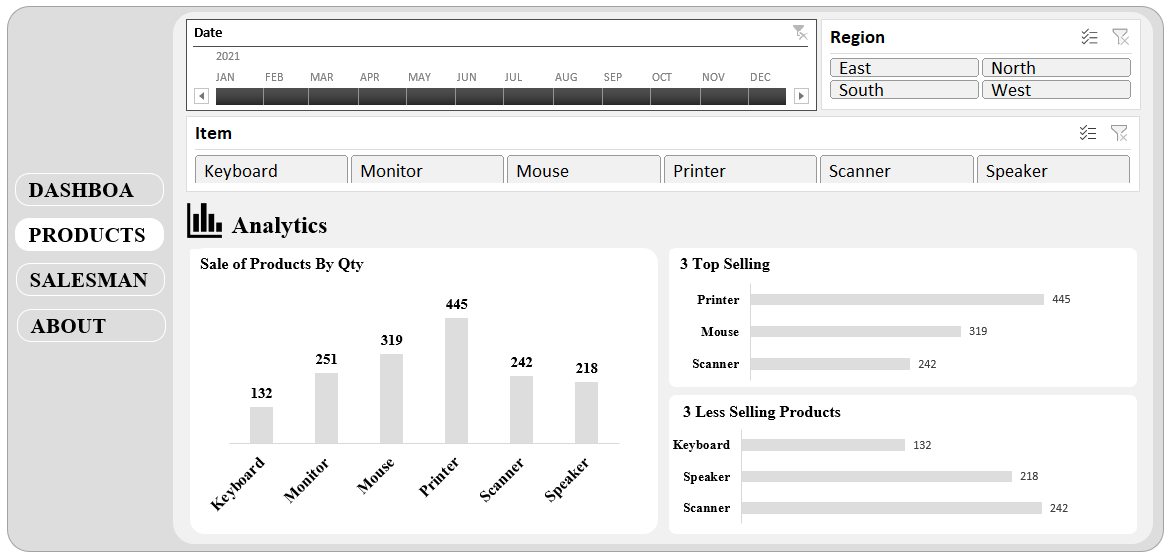 Date
2021
JAN FEB MAR APR MAY JUN JUL AUG SEP OCT NOV DEC
Region
East North
South West
Item
Keyboard Monitor Mouse Printer Scanner Speaker
DASHBOA
PRODUCTS
SALESMAN
ABOUT
Analytics
Sale of Products By Qty
132 251 319 445 242 218
Keyboard Monitor Mouse Printer Scanner Speaker
3 Top Selling
Printer 445
Mouse 319
Scanner 242
3 Less Selling Products
Keyboard 132
Speaker 218
Scanner 242